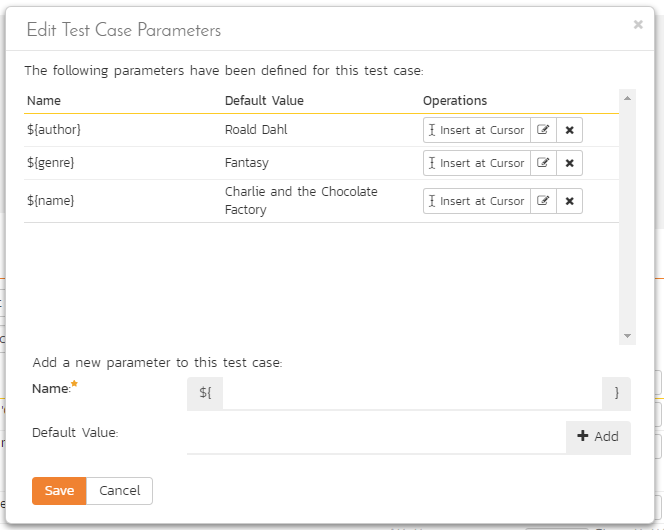 Edit Test Case Parameters ×
The following parameters have been defined for this test case:
Name Default Value Operations
${author} Roald Dahl Insert at Cursor
${genre} Fantasy Insert at Cursor
${name} Charlie and the Chocolate Factory Insert at Cursor
Add a new parameter to this test case:
Name: ${ }
Default Value: + Add
Save Cancel